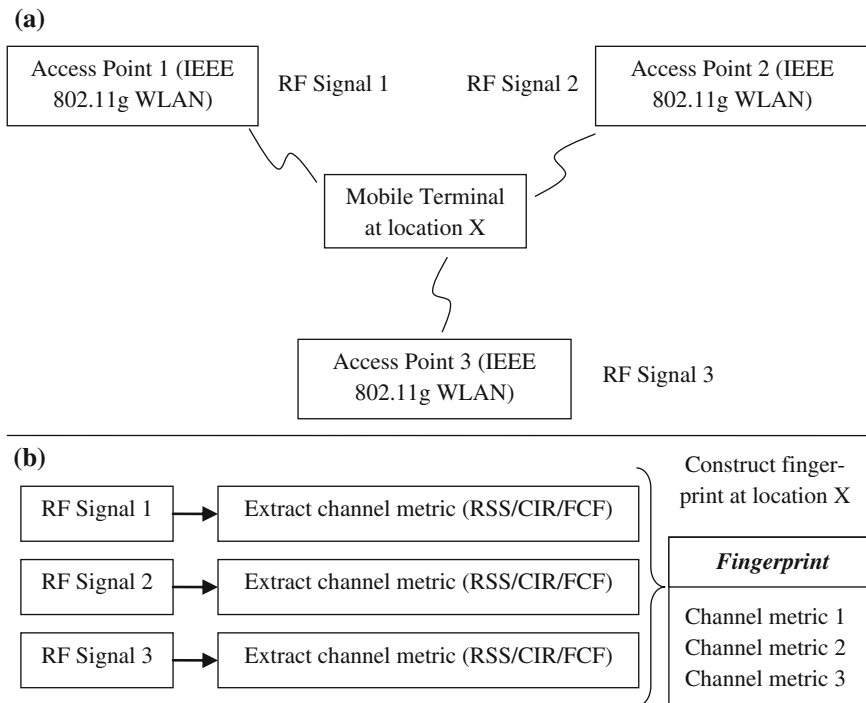 (a)
Access Point 1 (IEEE
802.11g WLAN)
RF Signal 1
RF Signal 2
Access Point 2 (IEEE
802.11g WLAN)
Mobile Terminal
at location X
Access Point 3 (IEEE
802.11g WLAN)
RF Signal 3
(b)
RF Signal 1
Extract channel metric (RSS/CIR/FCF)
RF Signal 2
Extract channel metric (RSS/CIR/FCF)
RF Signal 3
Extract channel metric (RSS/CIR/FCF)
Construct finger-
print at location X
Fingerprint
Channel metric 1
Channel metric 2
Channel metric 3